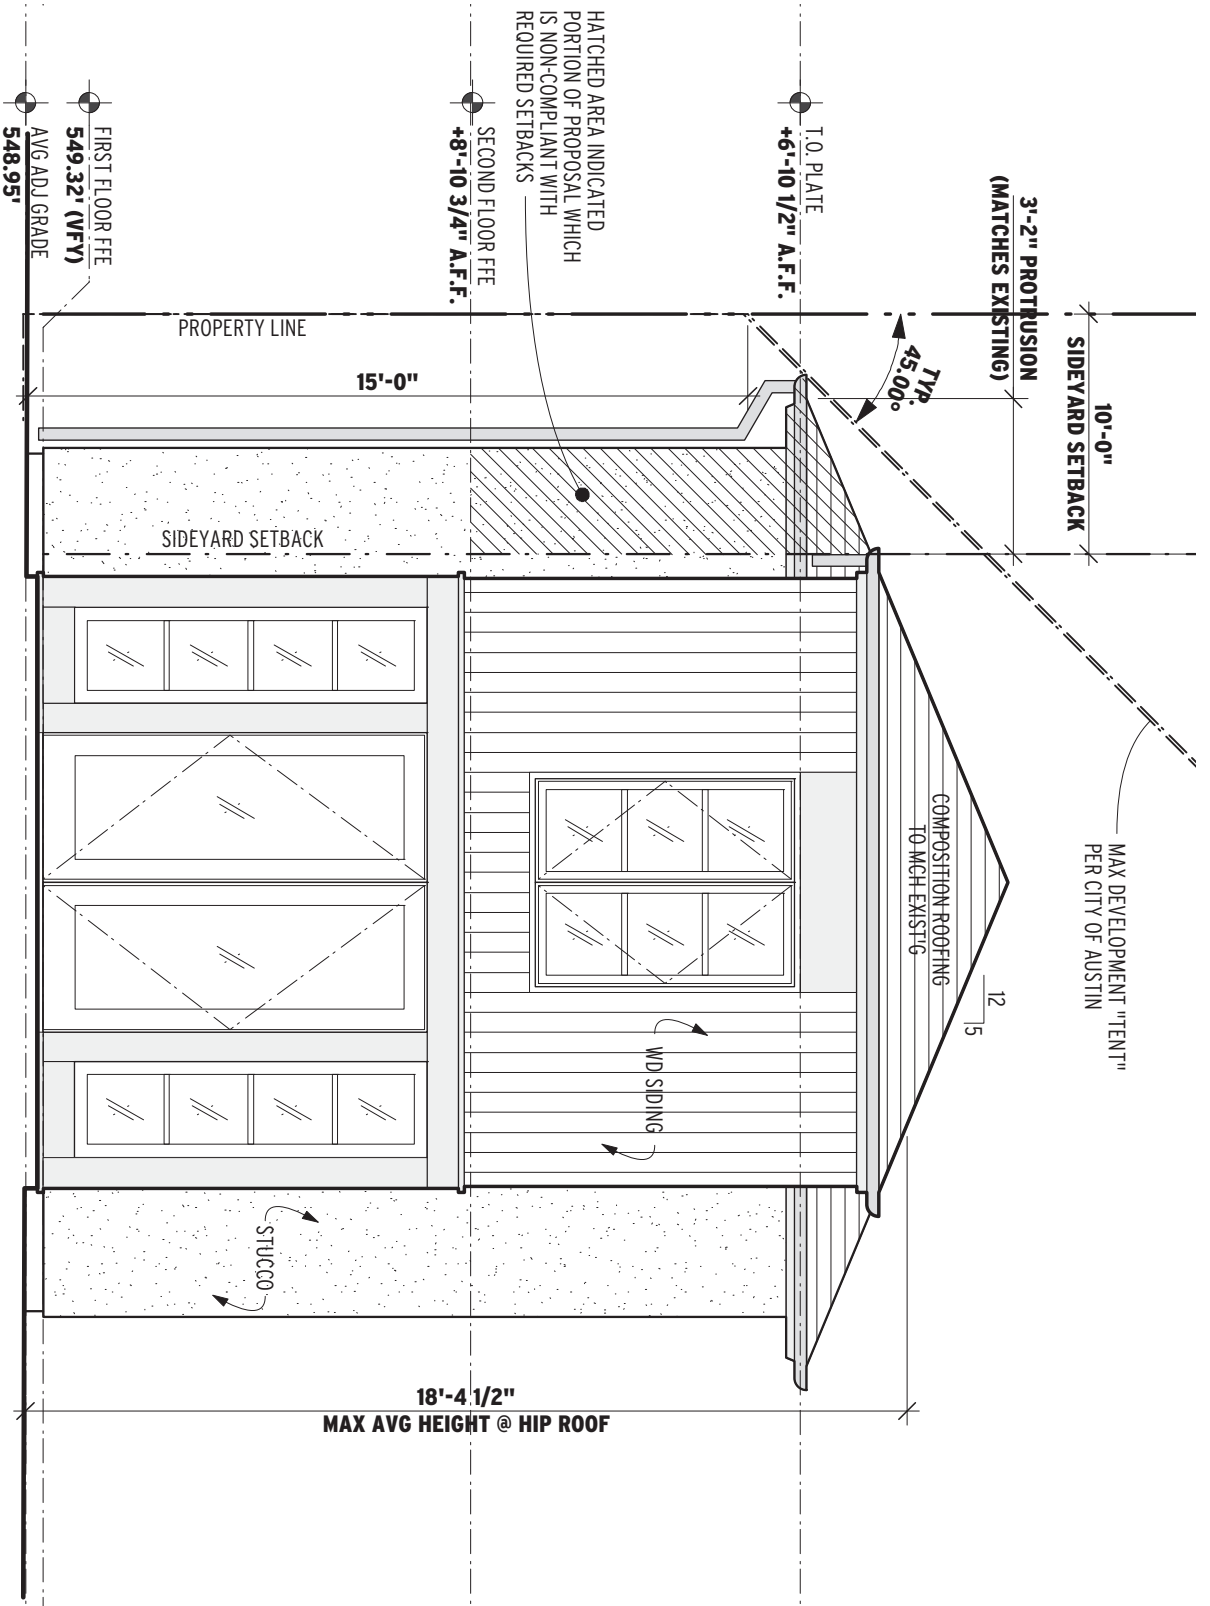 3'-2" PROTRUSION
(MATCHES EXISTING)
10'-0"
SIDEYARD SETBACK
MAX DEVELOPMENT "TENT"
PER CITY OF AUSTIN
TYP.
45.00°
12
5
COMPOSITION ROOFING
TO MCH EXIST'G
T.O. PLATE
+6'-10 1/2" A.F.F.
HATCHED AREA INDICATED
PORTION OF PROPOSAL WHICH
IS NON-COMPLIANT WITH
REQUIRED SETBACKS
SECOND FLOOR FFE
+8'-10 3/4" A.F.F.
WD SIDING
STUCCO
15'-0"
PROPERTY LINE
SIDEYARD SETBACK
18'-4 1/2"
MAX AVG HEIGHT @ HIP ROOF
FIRST FLOOR FFE
549.32' (VFY)
AVG ADJ GRADE
548.95'